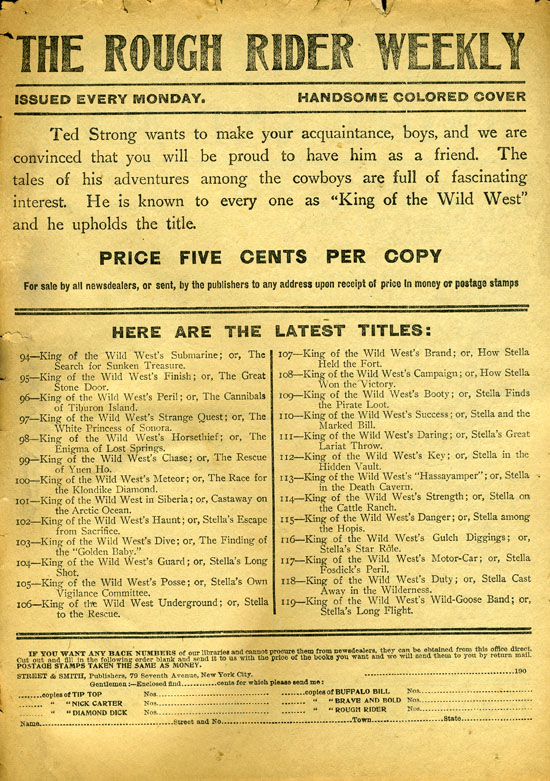 THE ROUGH RIDER WEEKLY
ISSUED EVERY MONDAY. HANDSOME COLORED COVER
Ted Strong wants to make your acquaintance, boys, and we are
convinced that you will be proud to have him as a friend. The
tales of his adventures among the cowboys are full of fascinating
interest. He is known to every one as "King of the Wild West"
and he upholds the title.
PRICE FIVE CENTS PER COPY
For sale by all newsdealers, or sent, by the publishers to any address upon receipt of price in money or postage stamps
HERE ARE THE LATEST TITLES:
94—King of the Wild West's Submarine; or, The
Search for Sunken Treasure.
95—King of the Wild West's Finish; or, The Great
Stone Door.
96—King of the Wild West's Peril; or, The Cannibals
of Tiburon Island.
97—King of the Wild West's Strange Quest; or, The
White Princess of Sonora.
98—King of the Wild West's Horsethief; or, The
Enigma of Lost Springs.
99—King of the Wild West's Chase; or, The Rescue
of Yuen Ho.
100—King of the Wild West's Meteor; or, The Race for
the Klondike Diamond.
101—King of the Wild West in Siberia; or, Castaway on
the Arctic Ocean.
102—King of the Wild West's Haunt; or, Stella's Escape
from Sacrifice.
103—King of the Wild West's Dive; or, The Finding of
the "Golden Baby."
104—King of the Wild West's Guard; or, Stella's Long
Shot.
105—King of the Wild West's Posse; or, Stella's Own
Vigilance Committee.
106—King of the Wild West Underground; or, Stella
to the Rescue.
107—King of the Wild West's Brand; or, How Stella
Held the Fort.
108—King of the Wild West's Campaign; or, How Stella
Won the Victory.
109—King of the Wild West's Booty; or, Stella Finds
the Pirate Loot.
110—King of the Wild West's Success; or, Stella and the
Marked Bill.
111—King of the Wild West's Daring; or, Stella's Great
Lariat Throw.
112—King of the Wild West's Key; or, Stella in the
Hidden Vault.
113—King of the Wild West's "Hassayamper"; or, Stella
in the Death Cavern.
114—King of the Wild West's Strength; or, Stella on
the Cattle Ranch.
115—King of the Wild West's Danger; or, Stella among
the Hopis.
116—King of the Wild West's Gulch Diggings; or,
Stella's Star Rôle.
117—King of the Wild West's Motor-Car; or, Stella
Fosdick's Peril.
118—King of the Wild West's Duty; or, Stella Cast
Away in the Wilderness.
119—King of the Wild West's Wild-Goose Band; or,
Stella's Long Flight.
IF YOU WANT ANY BACK NUMBERS of our libraries and cannot procure them from newsdealers, they can be obtained from this office direct.
Cut out and fill in the following order blank and send it to us with the price of the books you want and we will send them to you by return mail.
POSTAGE STAMPS TAKEN THE SAME AS MONEY.
STREET & SMITH, Publishers, 79 Seventh Avenue, New York City. ....................190
Gentlemen:—Enclosed find..........cents for which please send me:
........copies of TIP TOP Nos.................... ........copies of BUFFALO BILL Nos....................
........ " " NICK CARTER Nos.................... ........ " " BRAVE AND BOLD Nos....................
........ " " DIAMOND DICK Nos.................... ........ " " ROUGH RIDER Nos....................
Name....................Street and No....................Town....................State....................